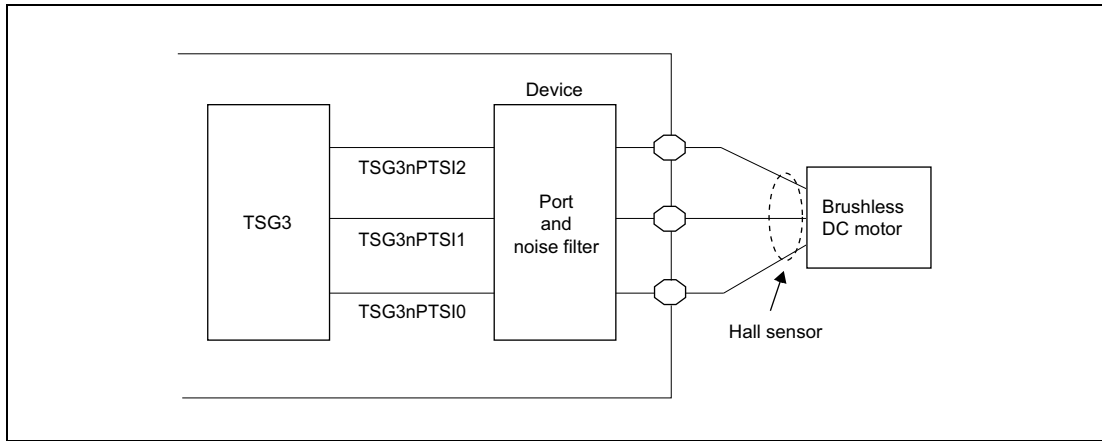 Device
TSG3
TSG3nPTSI2
TSG3nPTSI1
TSG3nPTSI0
Port
and
noise filter
Brushless
DC motor
Hall sensor